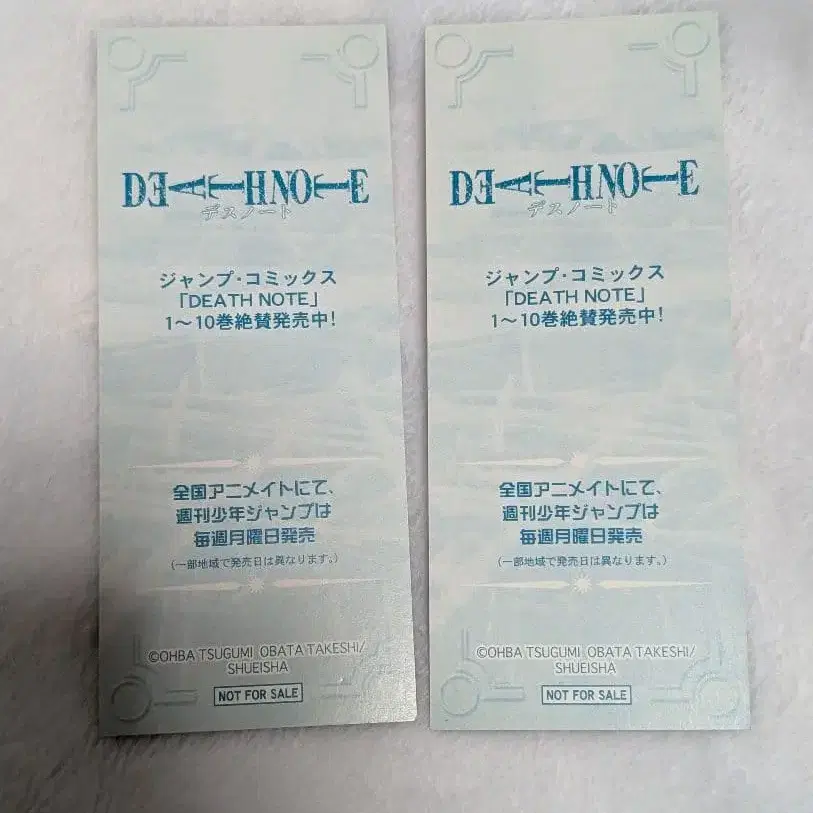 DEATH NOTE
デスノート
ジャンプ・コミックス
「DEATH NOTE」
1～10巻絶賛発売中!
全国アニメイトにて、
週刊少年ジャンプは
毎週月曜日発売
(一部地域で発売日は異なります。)
©OHBA TSUGUMI OBATA TAKESHI/
SHUEISHA
NOT FOR SALE
DEATH NOTE
デスノート
ジャンプ・コミックス
「DEATH NOTE」
1～10巻絶賛発売中!
全国アニメイトにて、
週刊少年ジャンプは
毎週月曜日発売
(一部地域で発売日は異なります。)
©OHBA TSUGUMI OBATA TAKESHI/
SHUEISHA
NOT FOR SALE